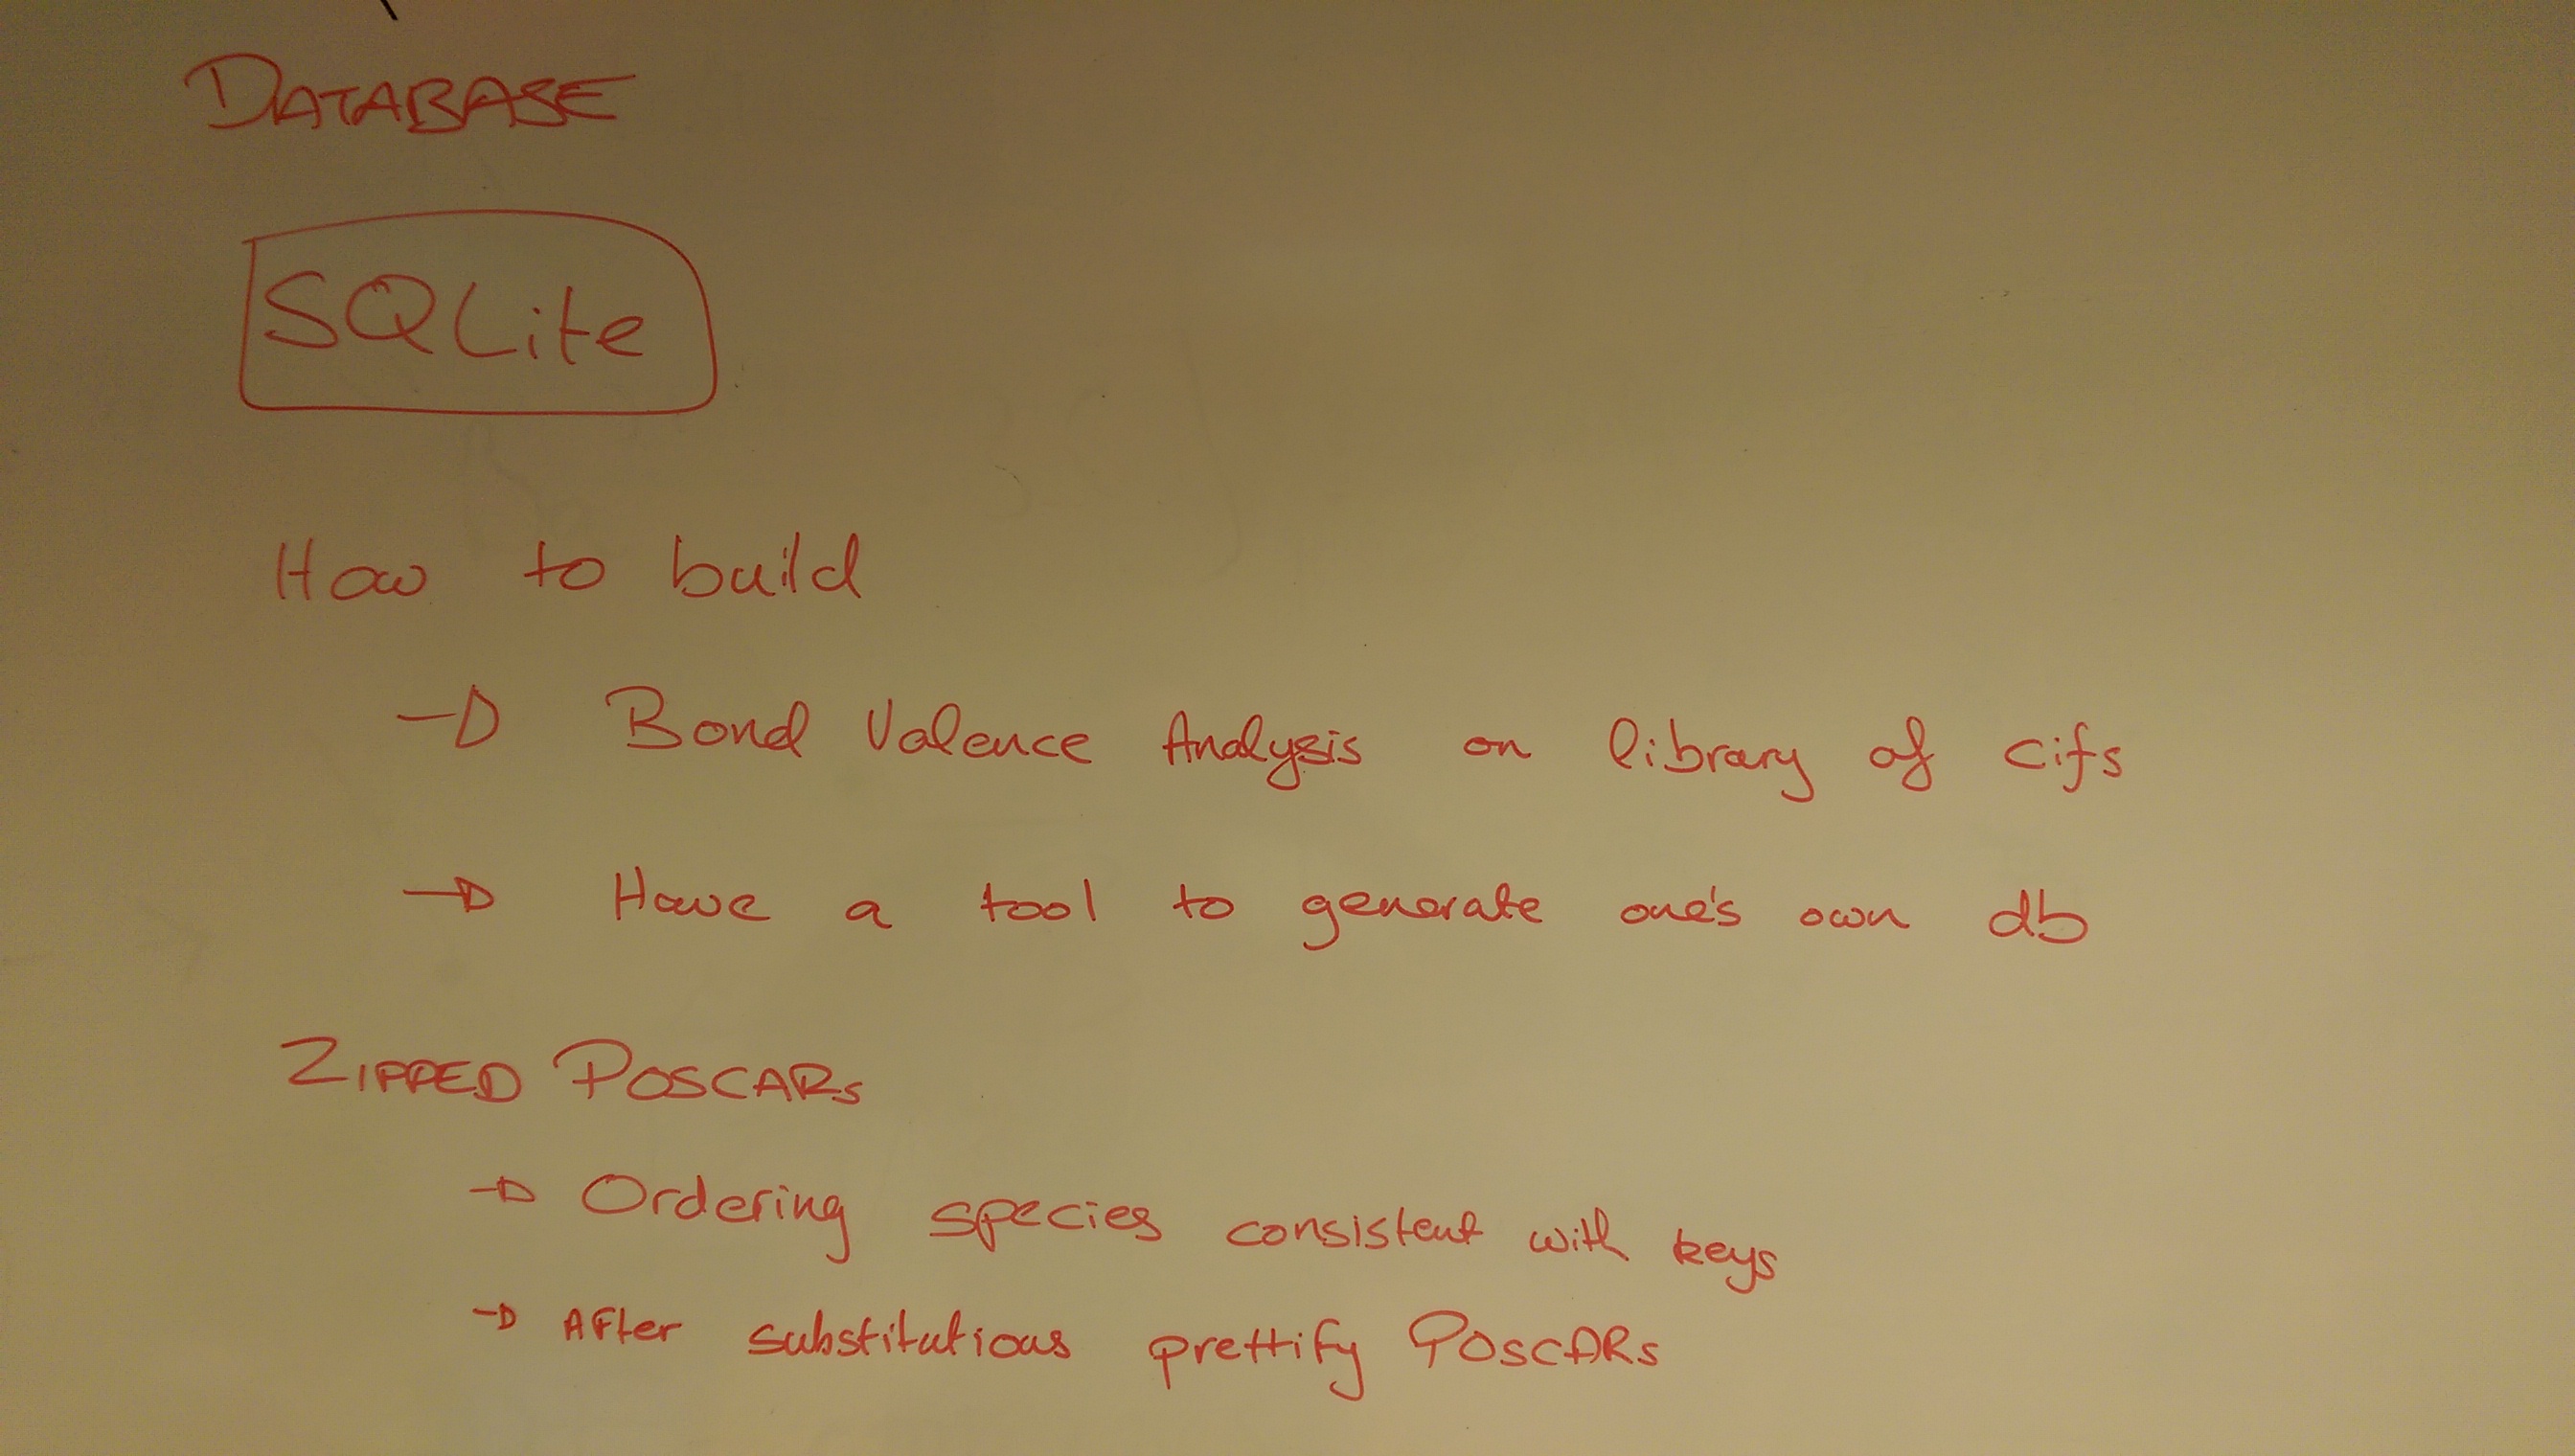 DATABASE
SQLite
How to build
→ Bond Valence Analysis on library of cifs
→ Have a tool to generate one's own db
ZIPPED POSCARs
→ Ordering species consistent with keys
→ After substitutions prettify POSCARs